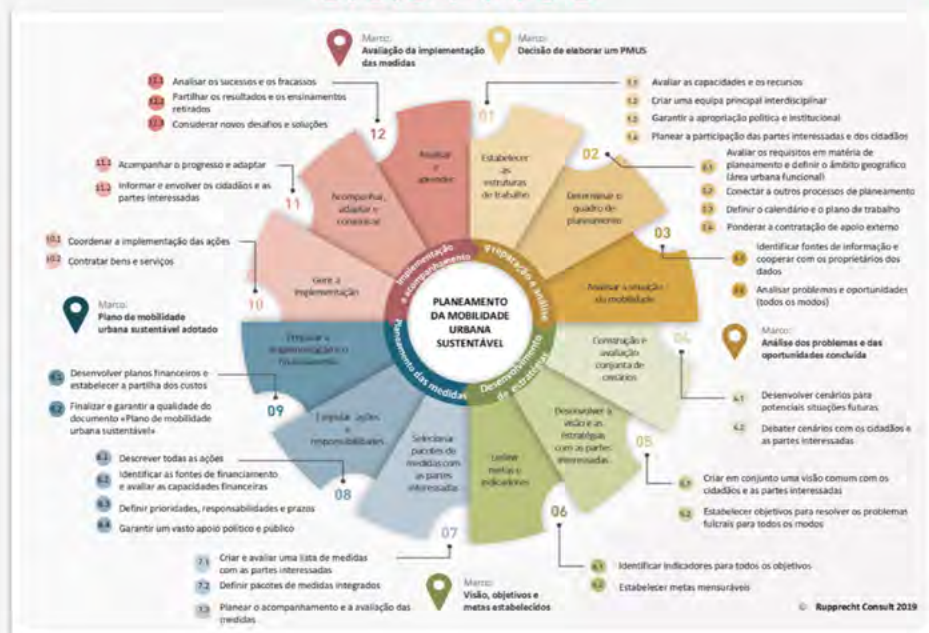 Marco:
Avaliação da implementação
das medidas
Marco:
Decisão de elaborar um PMUS
12.1 Analisar os sucessos e os fracassos
12.2 Partilhar os resultados e os ensinamentos
retirados
12.3 Considerar novos desafios e soluções
1.1 Avaliar as capacidades e os recursos
1.2 Criar uma equipa principal interdisciplinar
1.3 Garantir a apropriação política e institucional
1.4 Planear a participação das partes interessadas e dos cidadãos
12
Analisar
e
aprender
01
Estabelecer
as
estruturas
de trabalho
02
Determinar o
quadro de
planeamento
2.1 Avaliar os requisitos em matéria de
planeamento e definir o âmbito geográfico
(área urbana funcional)
2.2 Conectar a outros processos de planeamento
2.3 Definir o calendário e o plano de trabalho
2.4 Ponderar a contratação de apoio externo
11.1 Acompanhar o progresso e adaptar
11.2 Informar e envolver os cidadãos e as
partes interessadas
11
Acompanhar,
adaptar e
comunicar
03
Analisar a situação
da mobilidade
3.1 Identificar fontes de informação e
cooperar com os proprietários dos
dados
3.2 Analisar problemas e oportunidades
(todos os modos)
10.1 Coordenar a implementação das ações
10.2 Contratar bens e serviços
10
Gerir a
implementação
Implementação
e acompanhamento
Preparação e análise
PLANEAMENTO
DA MOBILIDADE
URBANA
SUSTENTÁVEL
Planeamento das medidas
Desenvolvimento
de estratégias
Marco:
Plano de mobilidade
urbana sustentável adotado
Marco:
Análise dos problemas e das
oportunidades concluída
Preparar a
implementação e o
financiamento
09
9.1 Desenvolver planos financeiros e
estabelecer a partilha dos custos
9.2 Finalizar e garantir a qualidade do
documento «Plano de mobilidade
urbana sustentável»
04
Construção e
avaliação
conjunta de
cenários
4.1 Desenvolver cenários para
potenciais situações futuras
4.2 Debater cenários com os cidadãos e
as partes interessadas
ações e
responsabilidades
08
8.1 Descrever todas as ações
8.2 Identificar as fontes de financiamento
e avaliar as capacidades financeiras
8.3 Definir prioridades, responsabilidades e prazos
8.4 Garantir um vasto apoio político e público
05
Desenvolver a
visão e as
estratégias
com as partes
interessadas
5.1 Criar em conjunto uma visão comum com os
cidadãos e as partes interessadas
5.2 Estabelecer objetivos para resolver os problemas
fulcrais para todos os modos
Selecionar
pacotes de
medidas com
as partes
interessadas
07
7.1 Criar e avaliar uma lista de medidas
com as partes interessadas
7.2 Definir pacotes de medidas integrados
7.3 Planear o acompanhamento e a avaliação das
medidas
Definir
metas e
indicadores
06
6.1 Identificar indicadores para todos os objetivos
6.2 Estabelecer metas mensuráveis
Marco:
Visão, objetivos e
metas estabelecidos
© Rupprecht Consult 2019